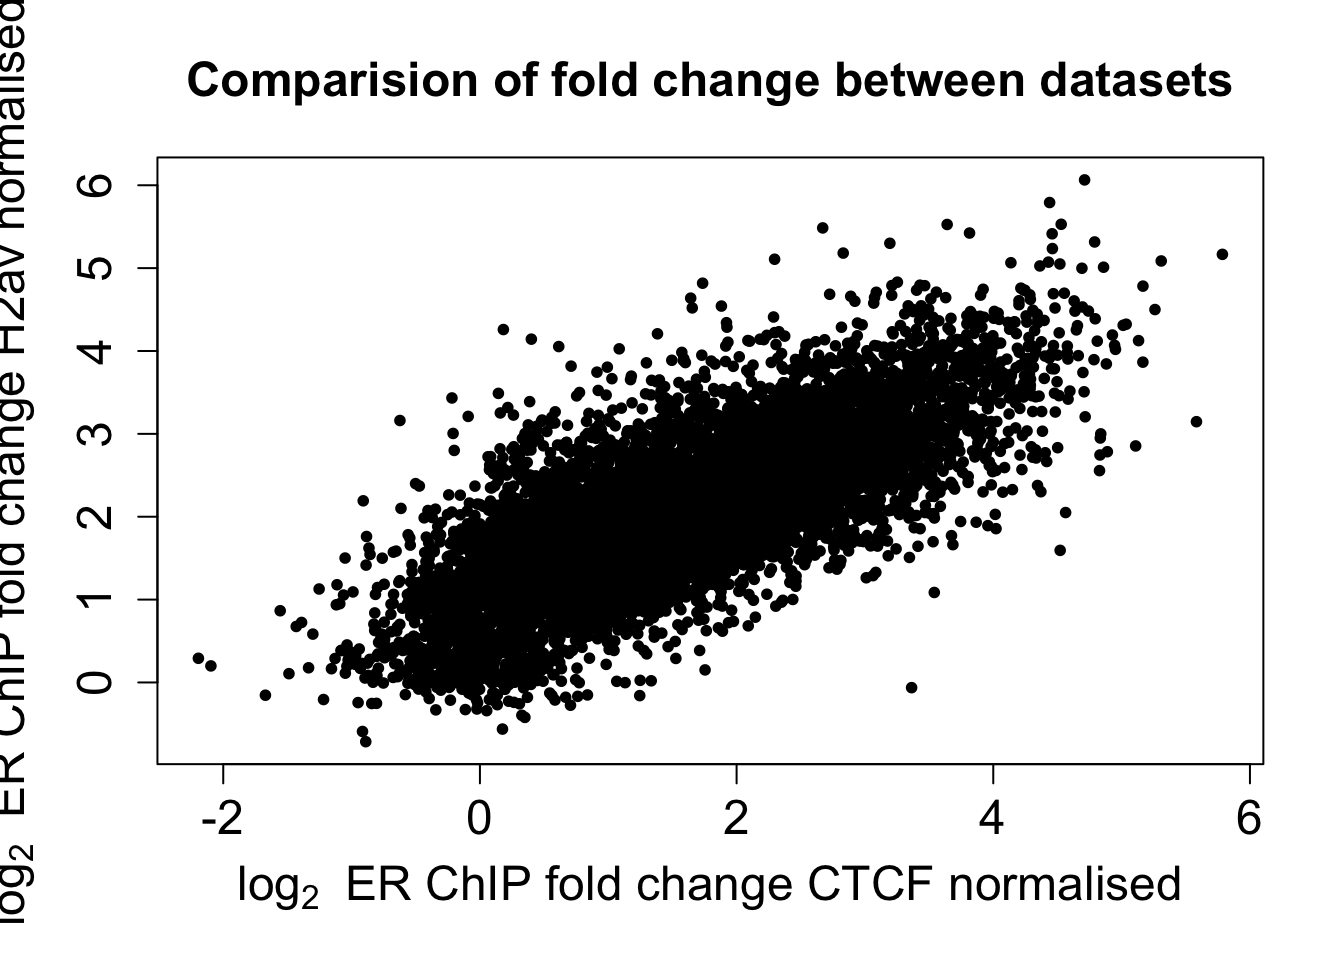 Comparision of fold change between datasets
log2 ER ChIP fold change H2av normalised
6
5
4
3
2
1
0
-2 0 2 4 6
log2 ER ChIP fold change CTCF normalised